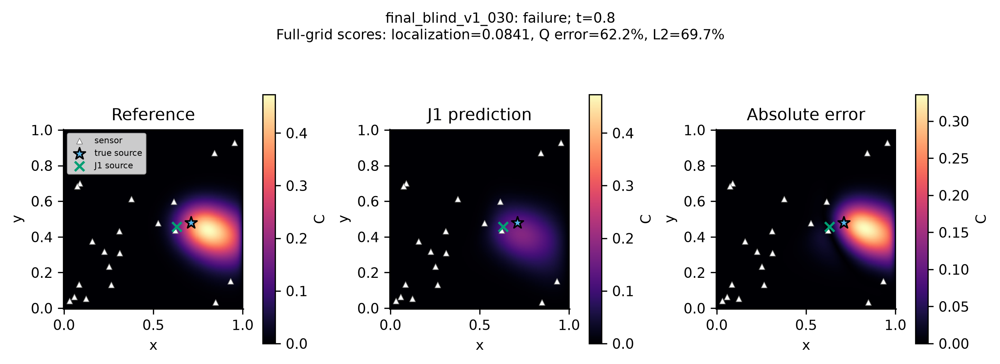 final_blind_v1_030: failure; t=0.8
Full-grid scores: localization=0.0841, Q error=62.2%, L2=69.7%
Reference
sensor
true source
J1 source
1.0
0.8
0.6
0.4
0.2
0.0
y
0.0 0.5 1.0
x
0.4
0.3
0.2
0.1
0.0
C
J1 prediction
1.0
0.8
0.6
0.4
0.2
0.0
y
0.0 0.5 1.0
x
0.4
0.3
0.2
0.1
0.0
C
Absolute error
1.0
0.8
0.6
0.4
0.2
0.0
y
0.0 0.5 1.0
x
0.30
0.25
0.20
0.15
0.10
0.05
0.00
C